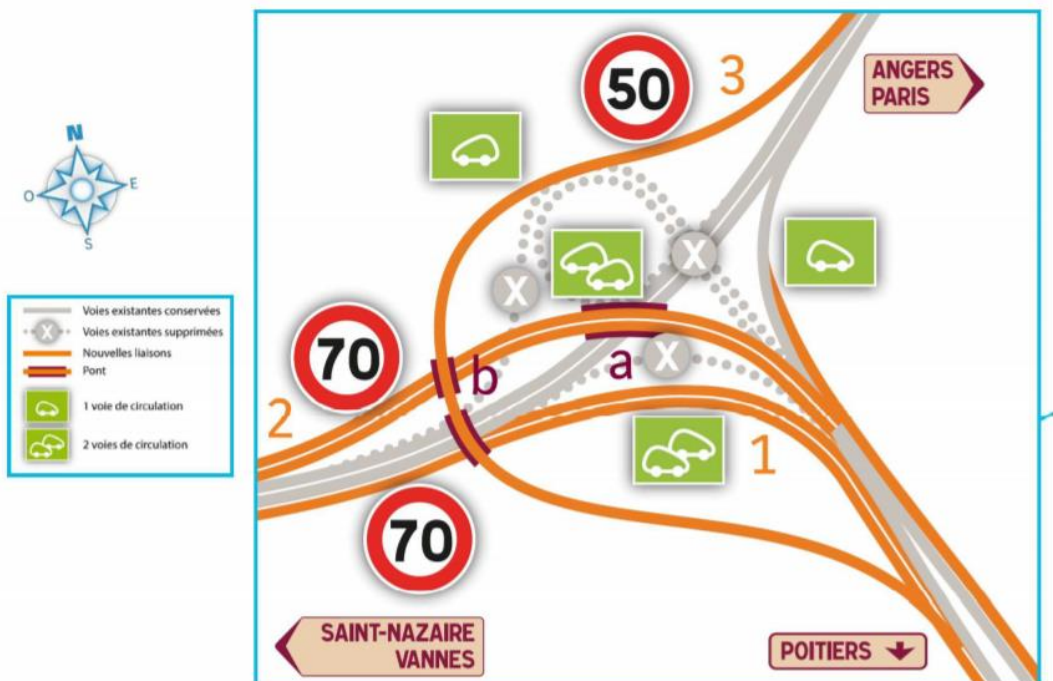 N
O
E
S
Voies existantes conservées
X
Voies existantes supprimées
Nouvelles liaisons
Pont
1 voie de circulation
2 voies de circulation
50
3
ANGERS
PARIS
X
X
70
b
a
X
2
1
70
SAINT-NAZAIRE
VANNES
POITIERS